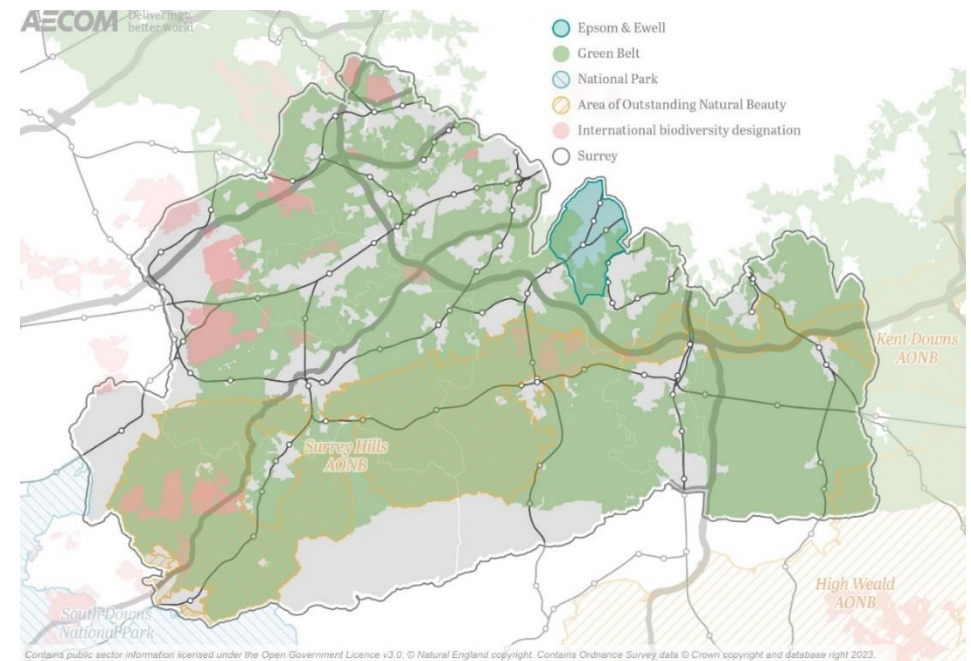 AECOM Delivering a
better world
Epsom & Ewell
Green Belt
National Park
Area of Outstanding Natural Beauty
International biodiversity designation
Surrey
Kent Downs
AONB
Surrey Hills
AONB
High Weald
AONB
South Downs
National Park
Contains public sector information licensed under the Open Government Licence v3.0. © Natural England copyright. Contains Ordnance Survey data © Crown copyright and database right 2023.